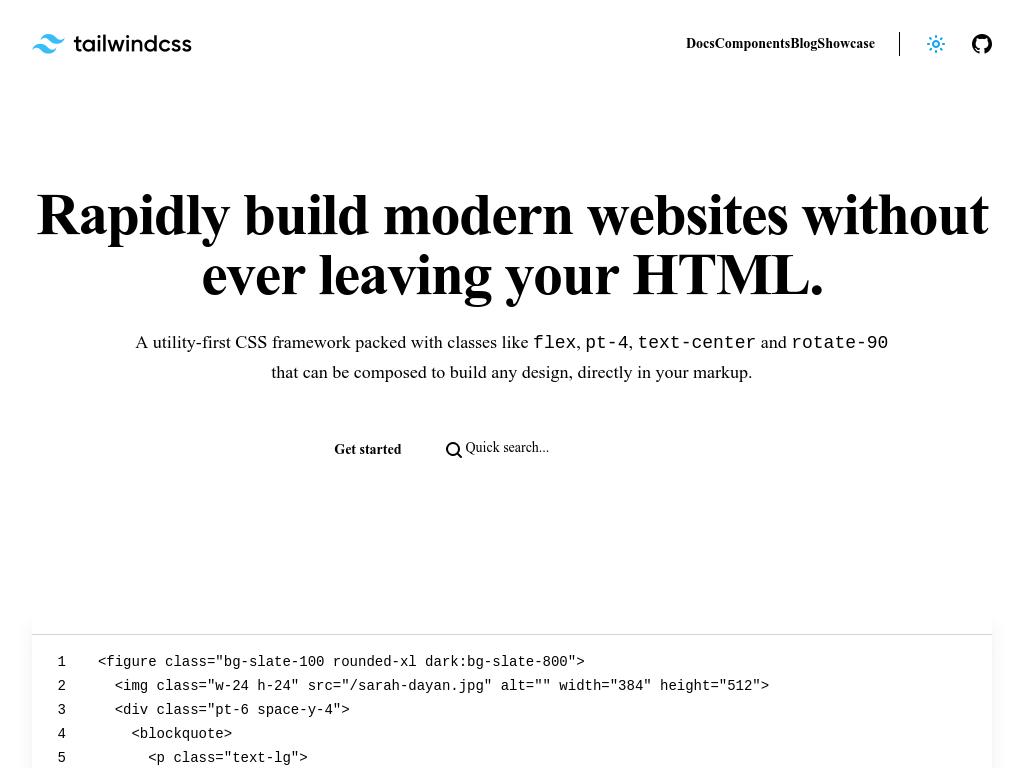 tailwindcss
Docs Components Blog Showcase
Rapidly build modern websites without
ever leaving your HTML.
A utility-first CSS framework packed with classes like flex, pt-4, text-center and rotate-90
that can be composed to build any design, directly in your markup.
Get started
Quick search...
1 <figure class="bg-slate-100 rounded-xl dark:bg-slate-800">
2 <img class="w-24 h-24" src="/sarah-dayan.jpg" alt="" width="384" height="512">
3 <div class="pt-6 space-y-4">
4 <blockquote>
5 <p class="text-lg">